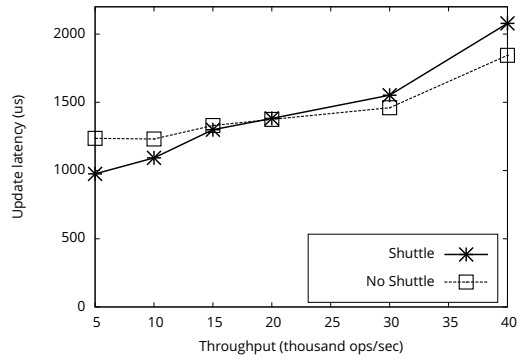 Update latency (us)
2000
1500
1000
500
0
Shuttle
No Shuttle
5 10 15 20 25 30 35 40
Throughput (thousand ops/sec)